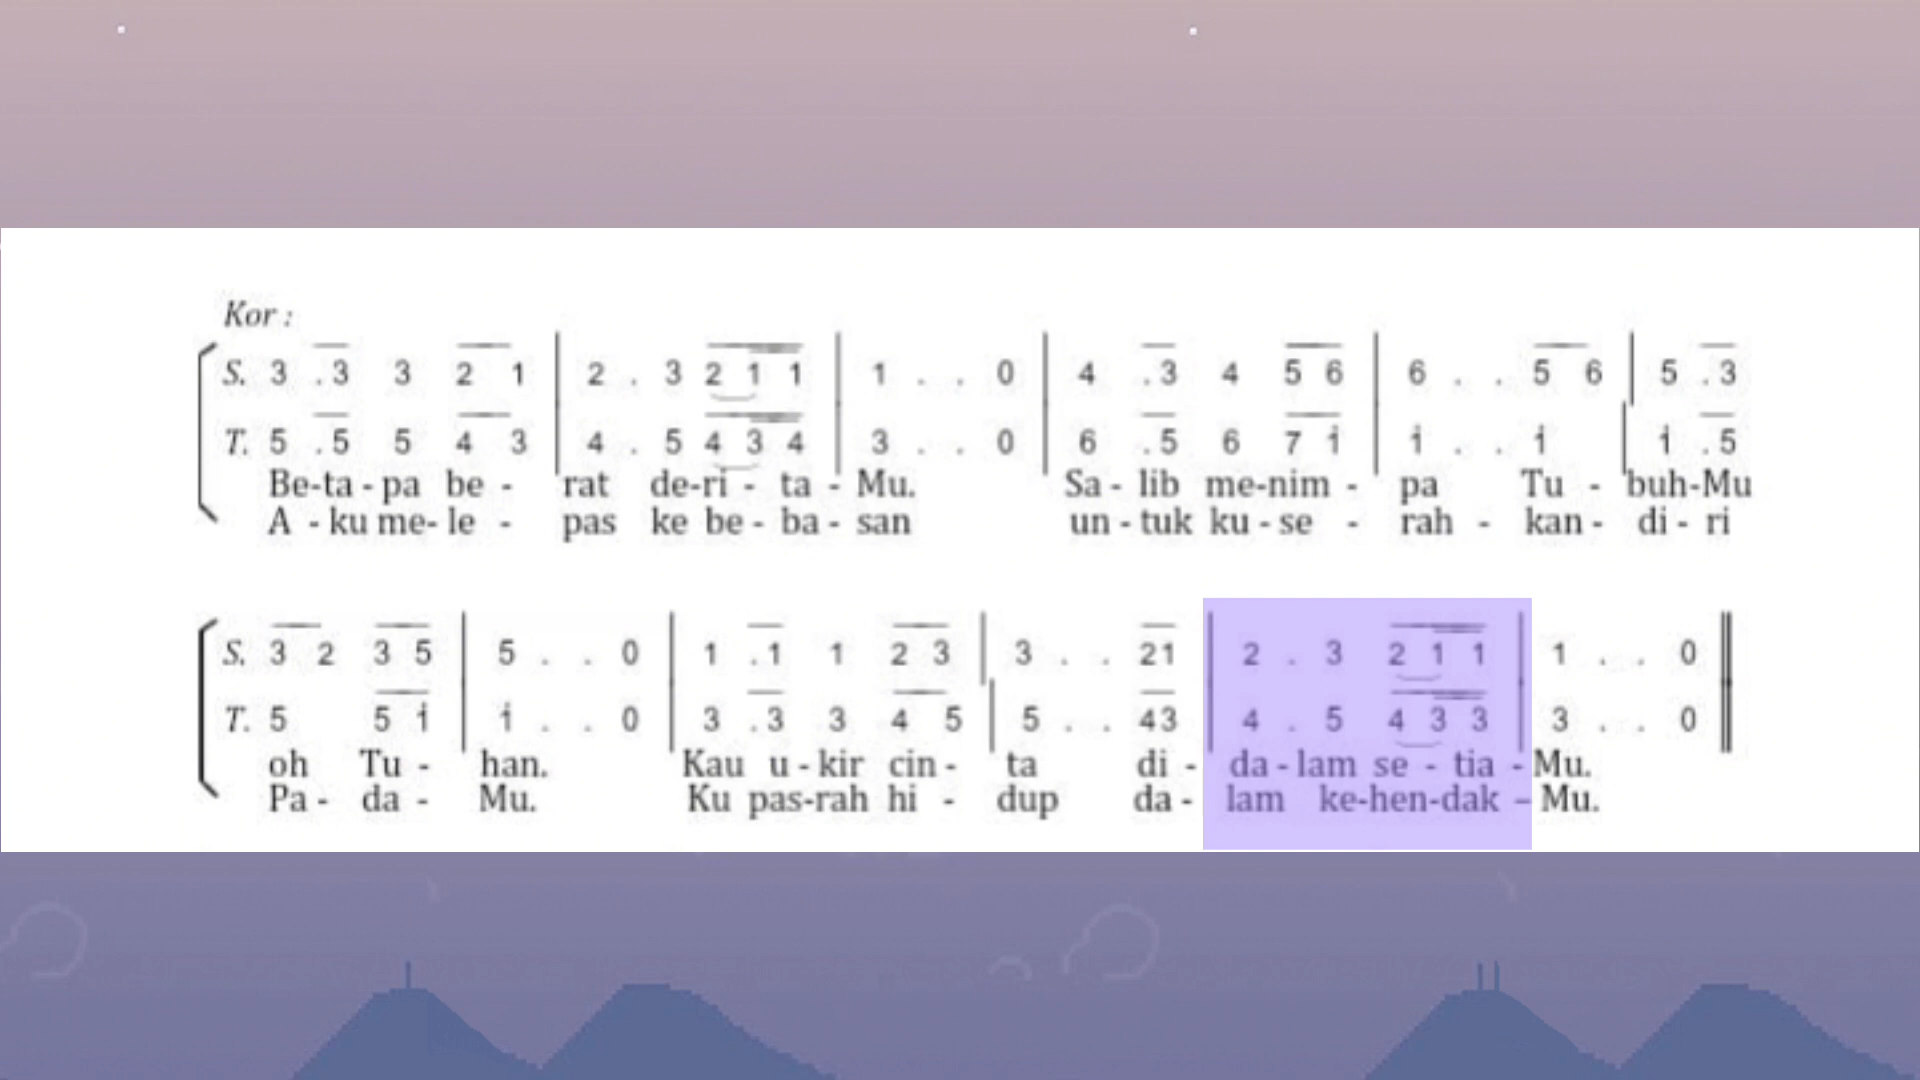 Kor :
S. 3 .3 3 2 1 | 2 . 3 2 1 1 | 1 . . 0 | 4 .3 4 5 6 | 6 . . 5 6 | 5 .3
T. 5 .5 5 4 3 | 4 . 5 4 3 4 | 3 . . 0 | 6 .5 6 7 i | i . . i | i .5
Be-ta - pa be - rat de-ri - ta - Mu. Sa - lib me-nim - pa Tu - buh-Mu
A - ku me- le - pas ke be - ba - san un - tuk ku - se - rah - kan - di - ri
S. 3 2 3 5 | 5 . . 0 | 1 .1 1 2 3 | 3 . . 21 | 2 . 3 2 1 1 | 1 . . 0 ||
T. 5 5 i | i . . 0 | 3 .3 3 4 5 | 5 . . 43 | 4 . 5 4 3 3 | 3 . . 0 ||
oh Tu - han. Kau u - kir cin - ta di - da - lam se - tia - Mu.
Pa - da - Mu. Ku pas-rah hi - dup da - lam ke-hen-dak – Mu.